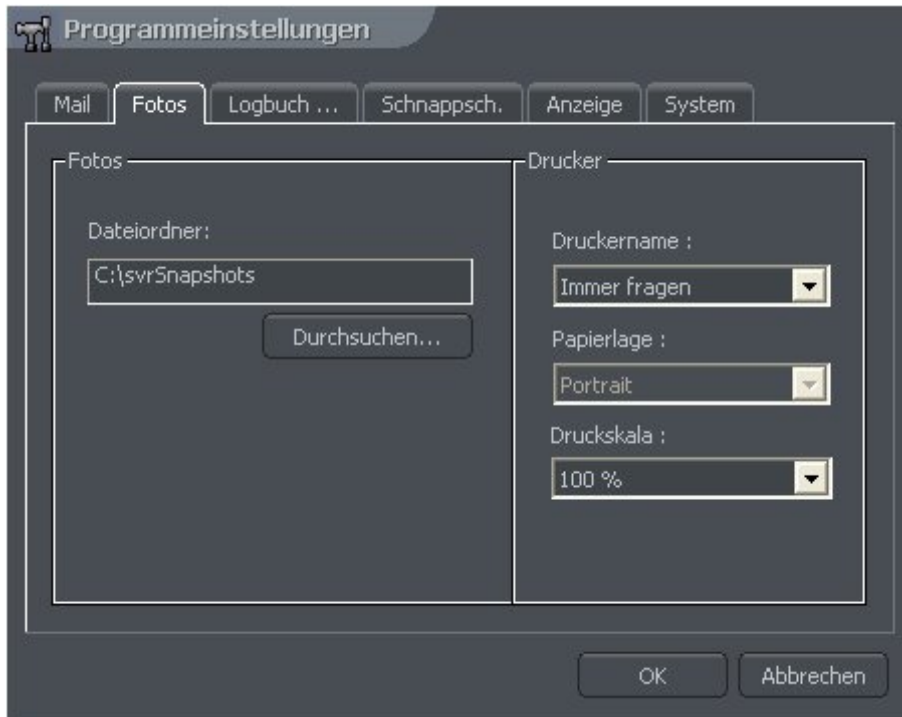 Programmeinstellungen
Mail Fotos Logbuch ... Schnappsch. Anzeige System
Fotos
Dateiordner:
C:\svrSnapshots
Durchsuchen...
Drucker
Druckername :
Immer fragen
Papierlage :
Portrait
Druckskala :
100 %
OK Abbrechen